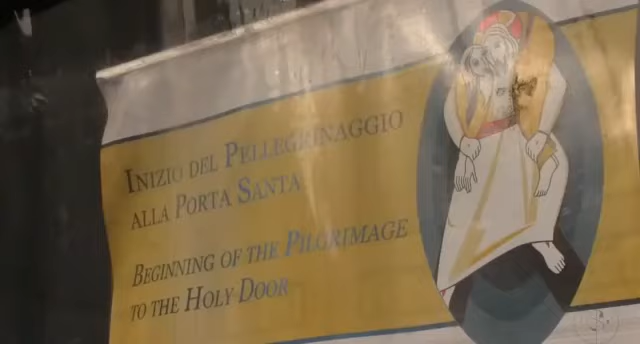 INIZIO DEL PELLEGRINAGGIO
ALLA PORTA SANTA
BEGINNING OF THE PILGRIMAGE
TO THE HOLY DOOR